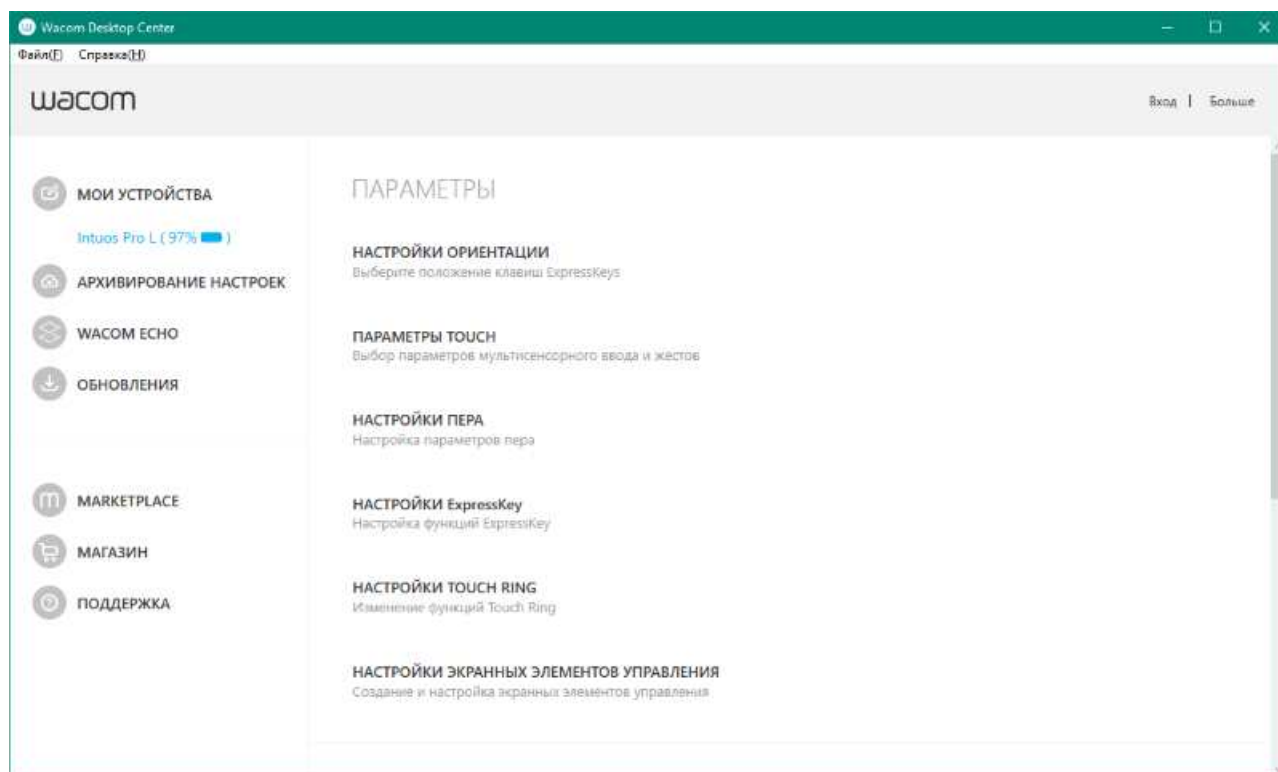 Wacom Desktop Center
Файл(F) Справка(H)
wacom
Вход | Больше
МОИ УСТРОЙСТВА
Intuos Pro L ( 97% )
АРХИВИРОВАНИЕ НАСТРОЕК
WACOM ECHO
ОБНОВЛЕНИЯ
MARKETPLACE
МАГАЗИН
ПОДДЕРЖКА
ПАРАМЕТРЫ
НАСТРОЙКИ ОРИЕНТАЦИИ
Выберите положение клавиш ExpressKeys
ПАРАМЕТРЫ TOUCH
Выбор параметров мультисенсорного ввода и жестов
НАСТРОЙКИ ПЕРА
Настройка параметров пера
НАСТРОЙКИ ExpressKey
Настройка функций ExpressKey
НАСТРОЙКИ TOUCH RING
Изменение функций Touch Ring
НАСТРОЙКИ ЭКРАННЫХ ЭЛЕМЕНТОВ УПРАВЛЕНИЯ
Создание и настройка экранных элементов управления